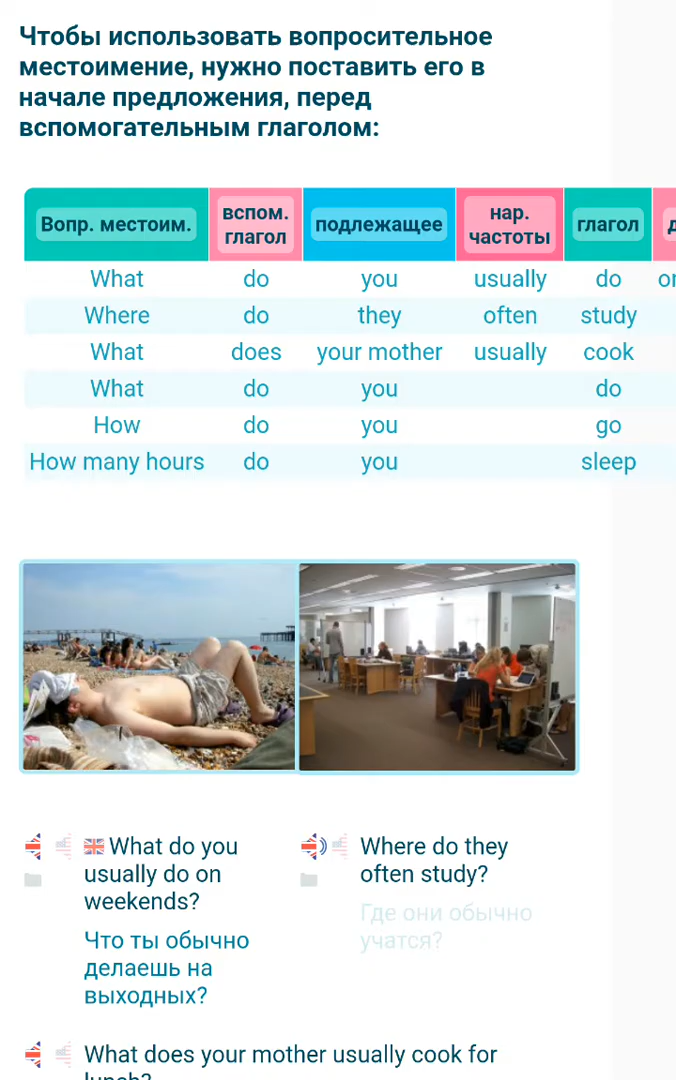 Чтобы использовать вопросительное
местоимение, нужно поставить его в
начале предложения, перед
вспомогательным глаголом:
Вопр. местоим. вспом. глагол подлежащее нар. частоты глагол
What do you usually do
Where do they often study
What does your mother usually cook
What do you do
How do you go
How many hours do you sleep
What do you
usually do on
weekends?
Что ты обычно
делаешь на
выходных?
Where do they
often study?
Где они обычно
учатся?
What does your mother usually cook for
lunch?